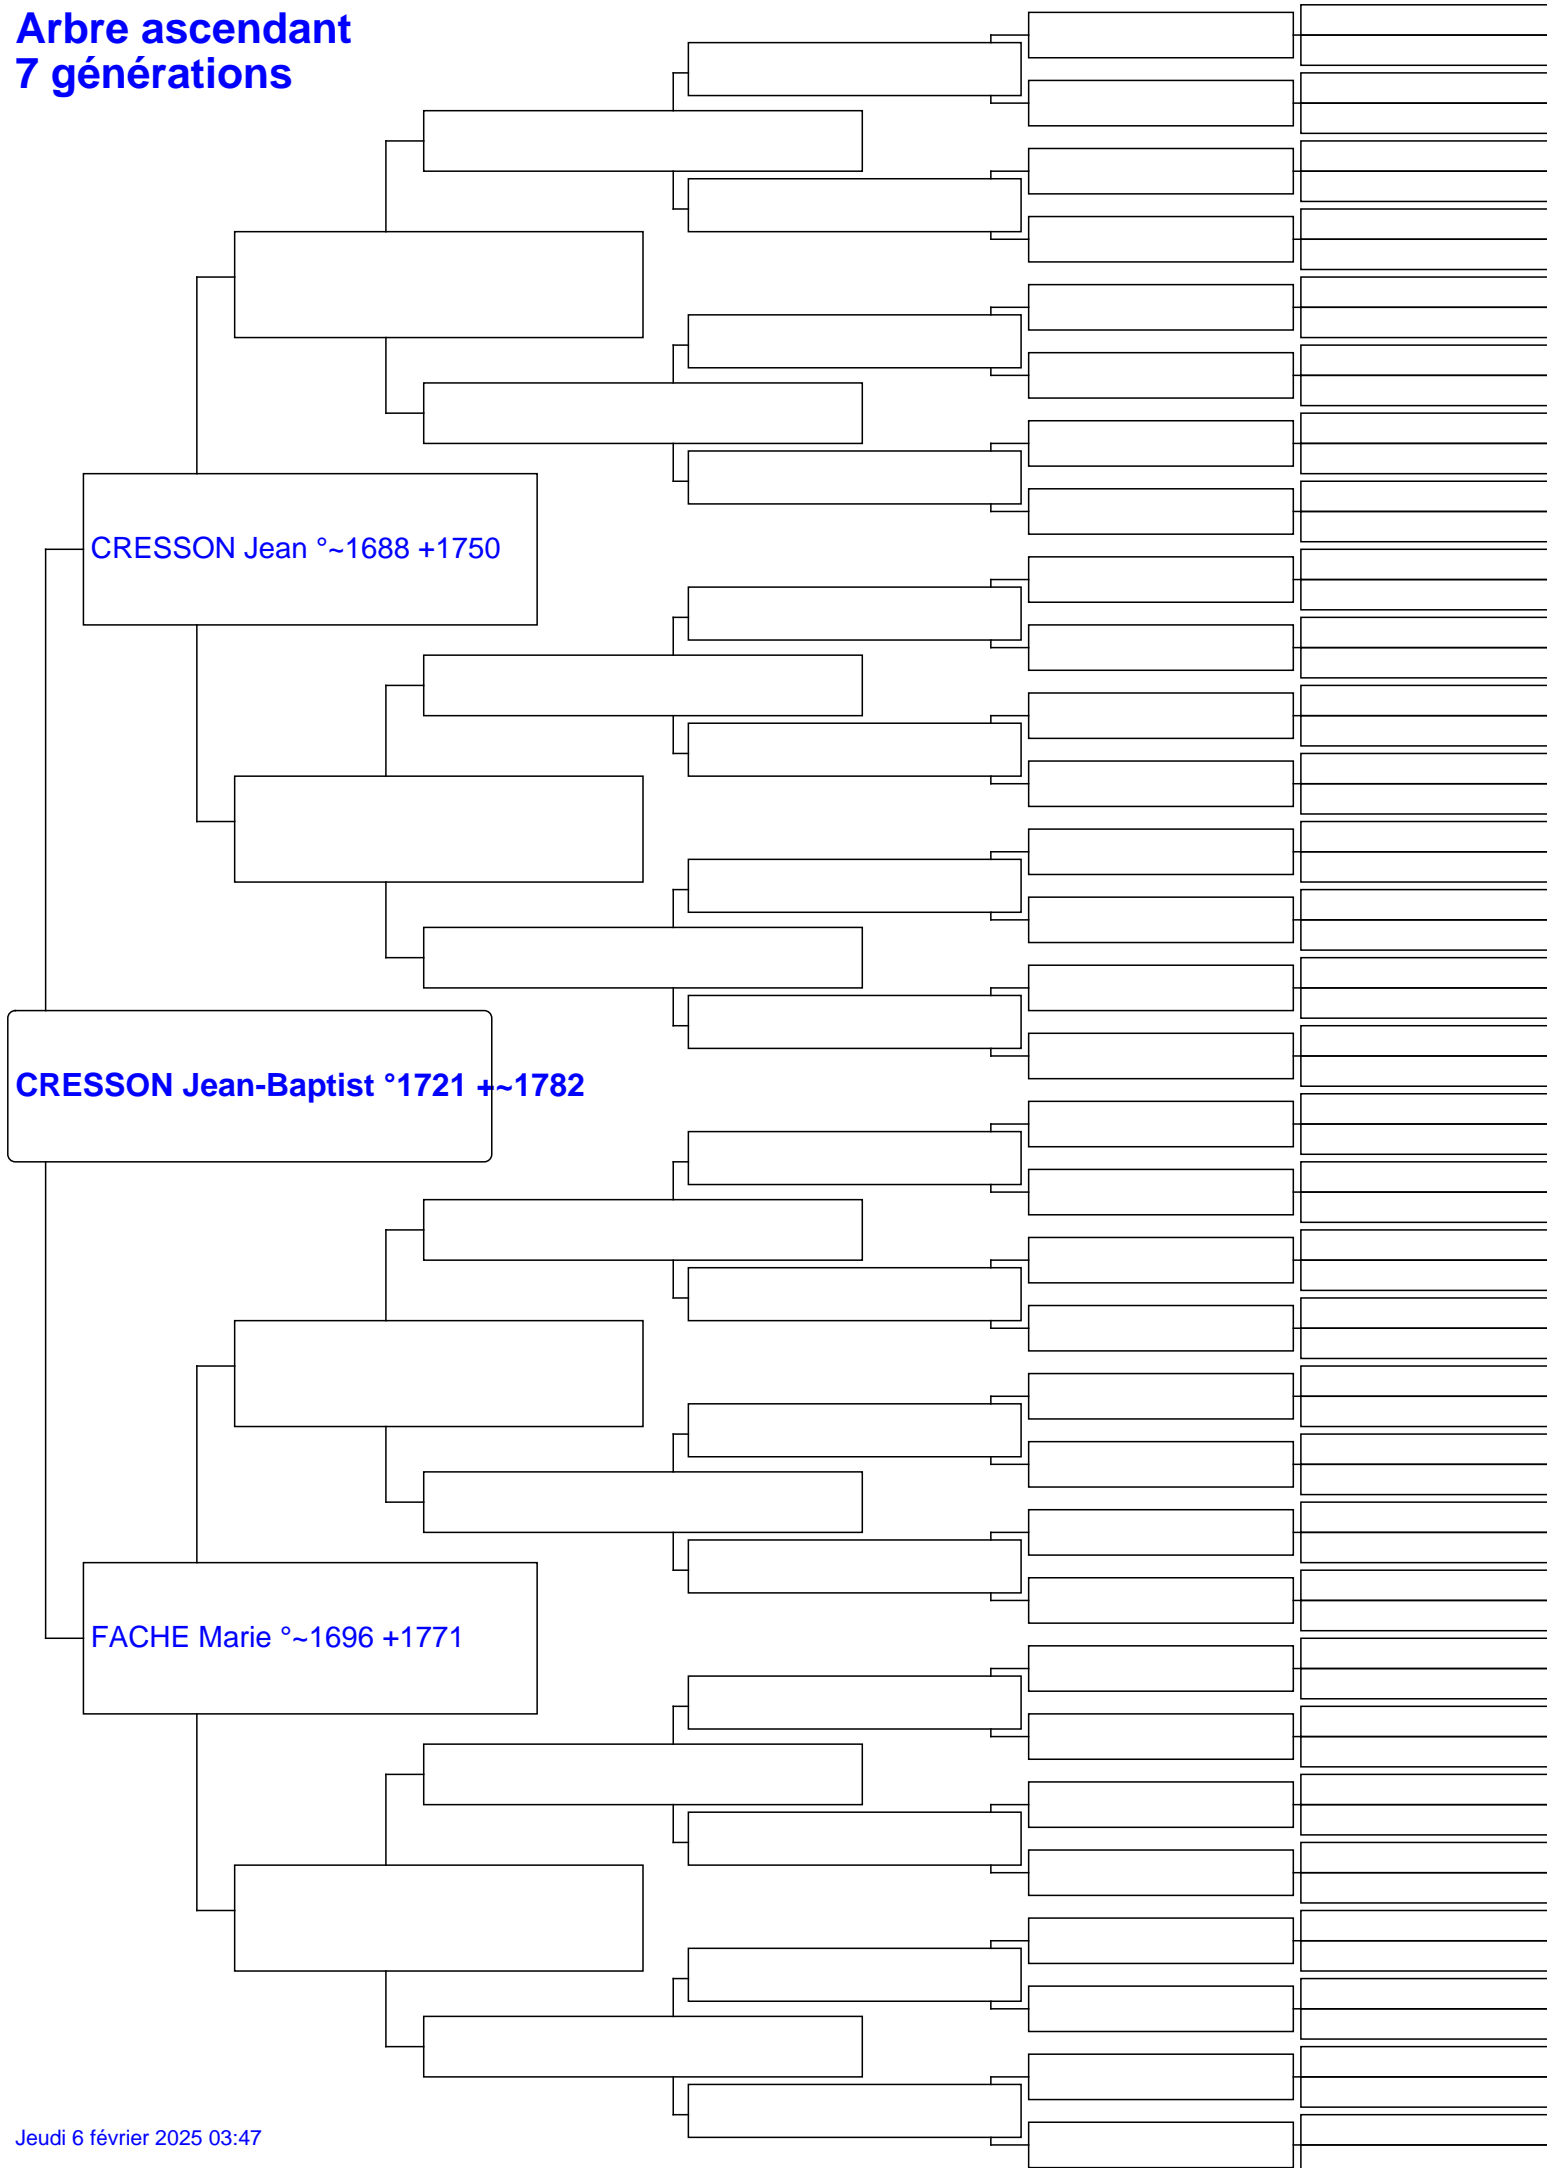 Arbre ascendant
7 générations
CRESSON Jean °~1688 +1750
CRESSON Jean-Baptist °1721 +~1782
FACHE Marie °~1696 +1771
Jeudi 6 février 2025 03:47